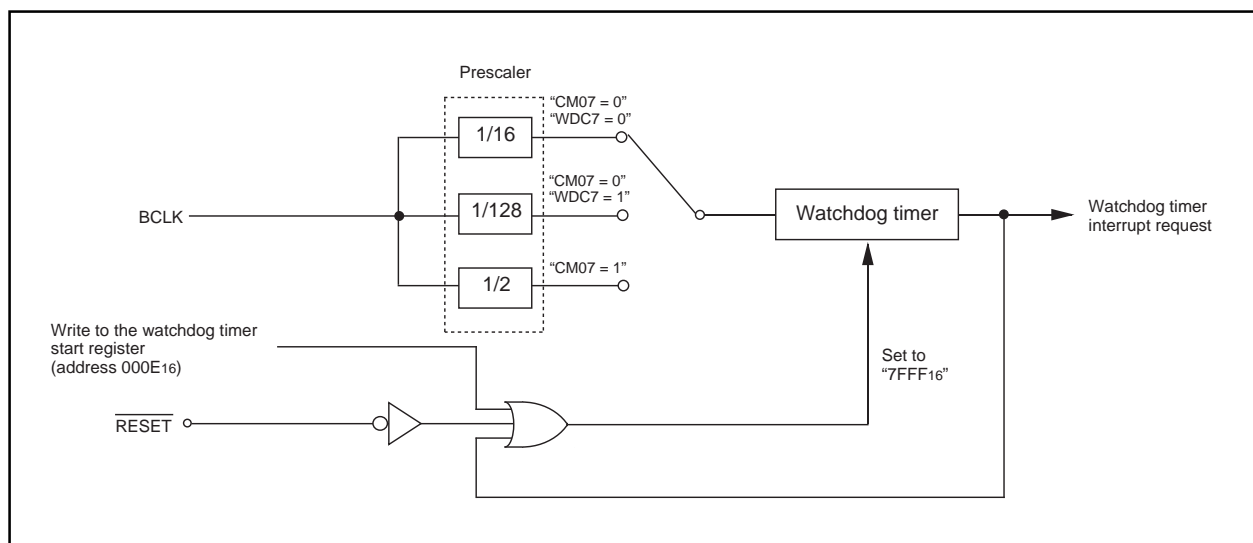 Prescaler
“CM07 = 0”
“WDC7 = 0”
1/16
“CM07 = 0”
“WDC7 = 1”
BCLK
1/128
Watchdog timer
Watchdog timer
interrupt request
“CM07 = 1”
1/2
Write to the watchdog timer
start register
(address 000E16)
Set to
“7FFF16”
RESET